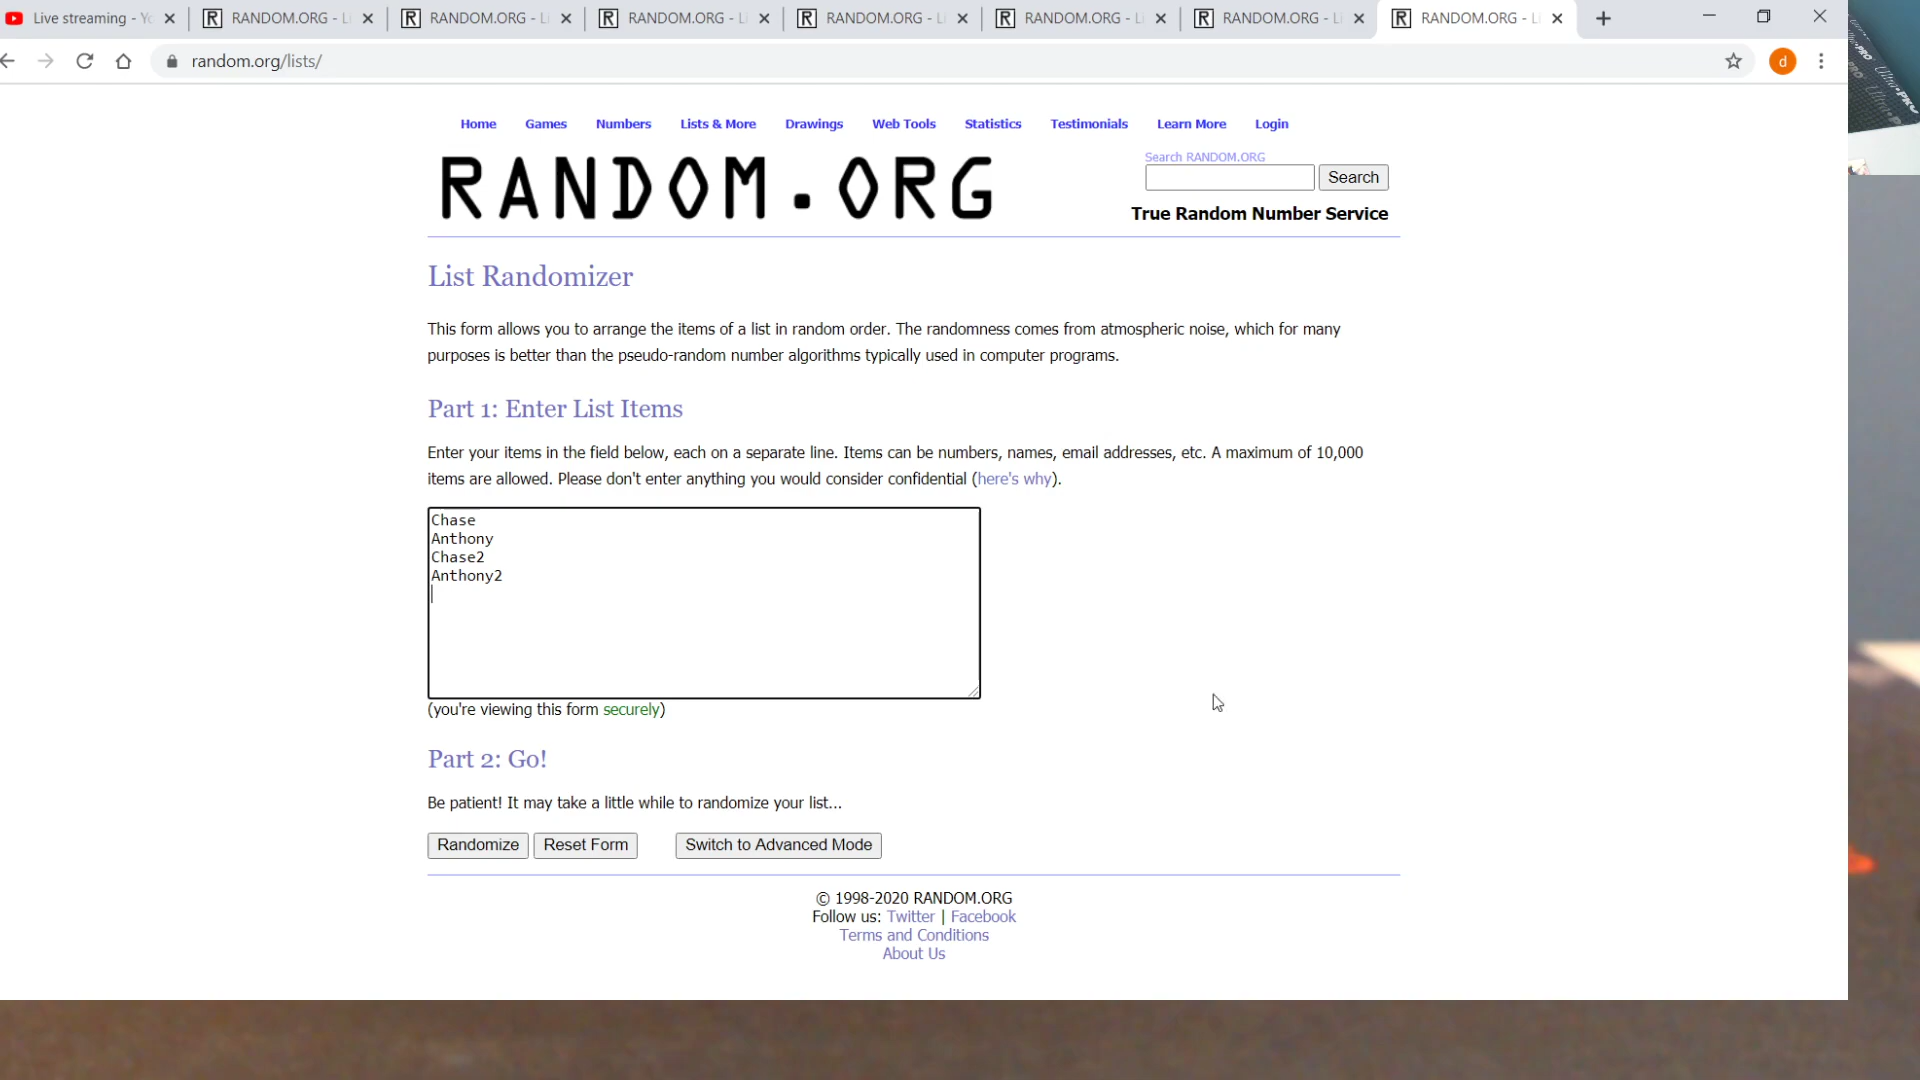 Live streaming - Yo
RANDOM.ORG - Li
RANDOM.ORG - Li
RANDOM.ORG - Li
RANDOM.ORG - Li
RANDOM.ORG - Li
RANDOM.ORG - Li
RANDOM.ORG - Li
random.org/lists/
d
Home Games Numbers Lists & More Drawings Web Tools Statistics Testimonials Learn More Login
RANDOM.ORG
Search RANDOM.ORG
Search
True Random Number Service
List Randomizer
This form allows you to arrange the items of a list in random order. The randomness comes from atmospheric noise, which for many
purposes is better than the pseudo-random number algorithms typically used in computer programs.
Part 1: Enter List Items
Enter your items in the field below, each on a separate line. Items can be numbers, names, email addresses, etc. A maximum of 10,000
items are allowed. Please don't enter anything you would consider confidential (here's why).
Chase
Anthony
Chase2
Anthony2
(you're viewing this form securely)
Part 2: Go!
Be patient! It may take a little while to randomize your list...
Randomize Reset Form Switch to Advanced Mode
© 1998-2020 RANDOM.ORG
Follow us: Twitter | Facebook
Terms and Conditions
About Us